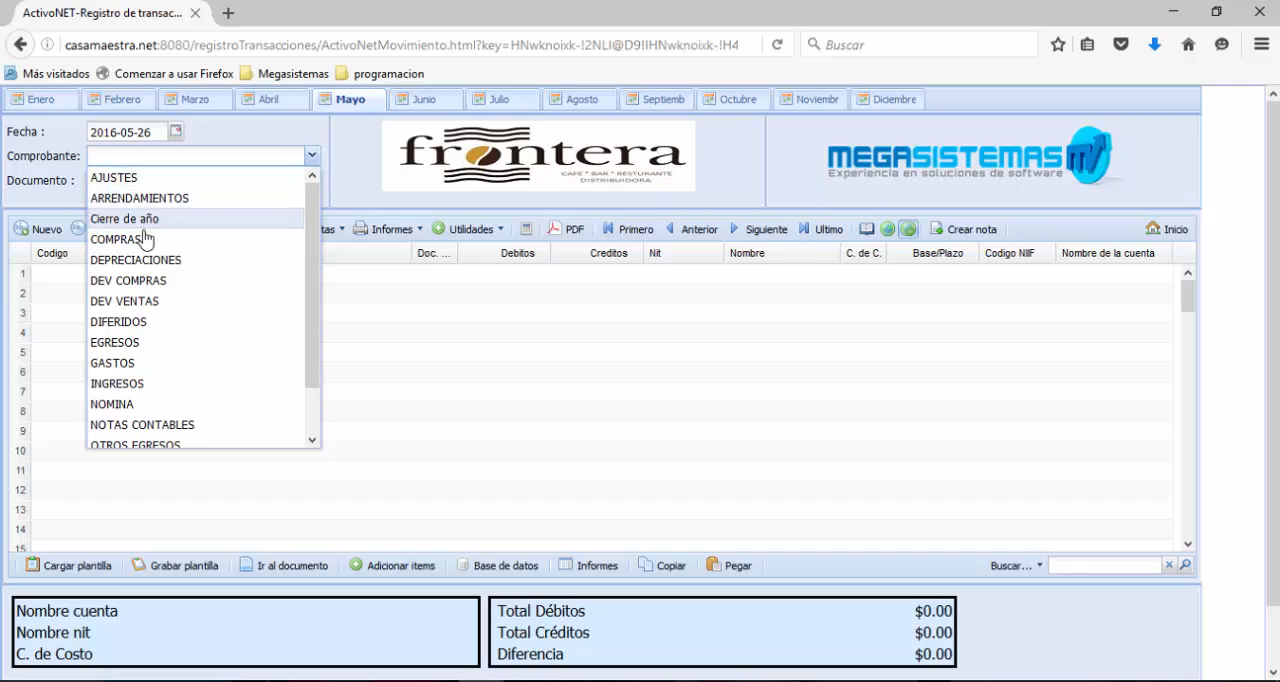 ActivoNET-Registro de transac...
casamaestra.net:8080/registroTransacciones/ActivoNetMovimiento.html?key=HNwknoixk-!2NLI@D9!IHNwknoixk-!H4
Buscar
Más visitados Comenzar a usar Firefox Megasistemas programacion
Enero Febrero Marzo Abril Mayo Junio Julio Agosto Septiemb Octubre Noviembr Diciembre
Fecha : 2016-05-26
Comprobante:
Documento :
frontera
CAFE * BAR * RESTURANTE
DISTRIBUIDORA
MEGASISTEMAS
Experiencia en soluciones de software
AJUSTES
ARRENDAMIENTOS
Cierre de año
COMPRAS
DEPRECIACIONES
DEV COMPRAS
DEV VENTAS
DIFERIDOS
EGRESOS
GASTOS
INGRESOS
NOMINA
NOTAS CONTABLES
OTROS EGRESOS
Nuevo tas Informes Utilidades PDF Primero Anterior Siguiente Ultimo Crear nota Inicio
Codigo Doc. ... Debitos Creditos Nit Nombre C. de C. Base/Plazo Codigo NIIF Nombre de la cuenta
1
2
3
4
5
6
7
8
9
10
11
12
13
14
15
Cargar plantilla Grabar plantilla Ir al documento Adicionar items Base de datos Informes Copiar Pegar Buscar...
Nombre cuenta
Nombre nit
C. de Costo
Total Débitos $0.00
Total Créditos $0.00
Diferencia $0.00